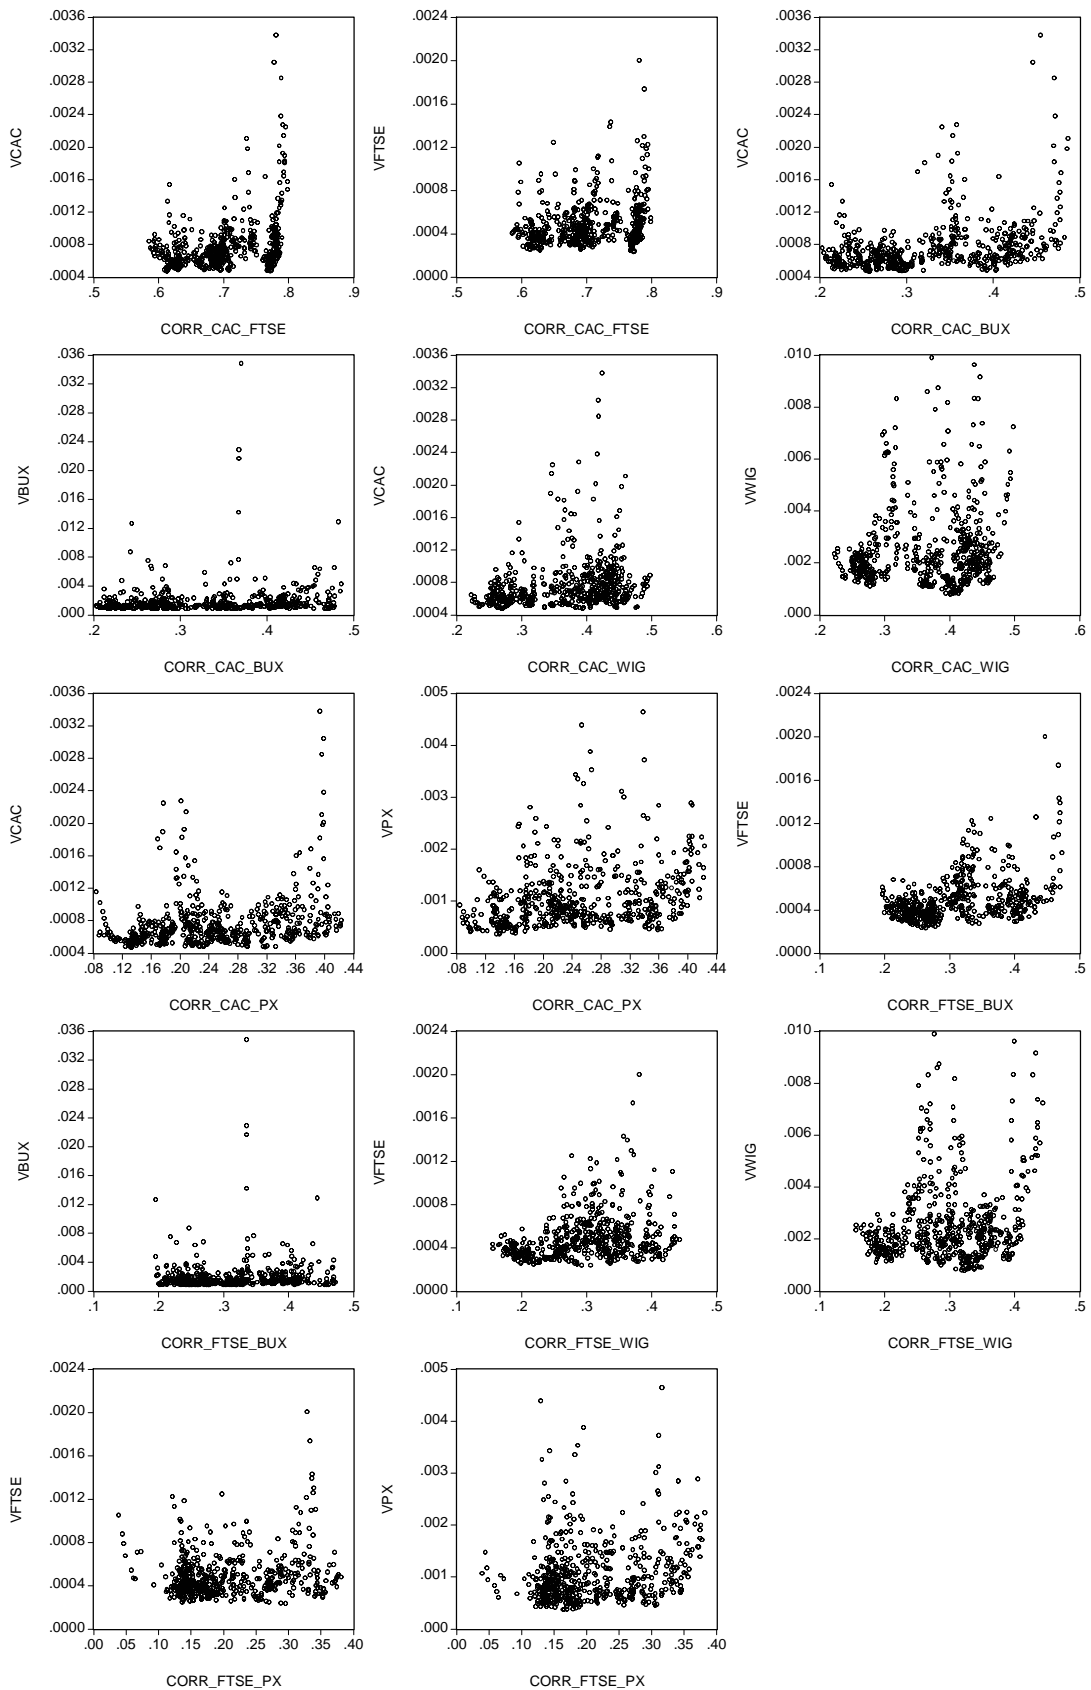 .0036
.0032
.0028
.0024
.0020
.0016
.0012
.0008
.0004
VCAC
.5 .6 .7 .8 .9
CORR_CAC_FTSE
.0024
.0020
.0016
.0012
.0008
.0004
.0000
VFTSE
.5 .6 .7 .8 .9
CORR_CAC_FTSE
.0036
.0032
.0028
.0024
.0020
.0016
.0012
.0008
.0004
VCAC
.2 .3 .4 .5
CORR_CAC_BUX
.036
.032
.028
.024
.020
.016
.012
.008
.004
.000
VBUX
.2 .3 .4 .5
CORR_CAC_BUX
.0036
.0032
.0028
.0024
.0020
.0016
.0012
.0008
.0004
VCAC
.2 .3 .4 .5 .6
CORR_CAC_WIG
.010
.008
.006
.004
.002
.000
VWIG
.2 .3 .4 .5 .6
CORR_CAC_WIG
.0036
.0032
.0028
.0024
.0020
.0016
.0012
.0008
.0004
VCAC
.08 .12 .16 .20 .24 .28 .32 .36 .40 .44
CORR_CAC_PX
.005
.004
.003
.002
.001
.000
VPX
.08 .12 .16 .20 .24 .28 .32 .36 .40 .44
CORR_CAC_PX
.0024
.0020
.0016
.0012
.0008
.0004
.0000
VFTSE
.1 .2 .3 .4 .5
CORR_FTSE_BUX
.036
.032
.028
.024
.020
.016
.012
.008
.004
.000
VBUX
.1 .2 .3 .4 .5
CORR_FTSE_BUX
.0024
.0020
.0016
.0012
.0008
.0004
.0000
VFTSE
.1 .2 .3 .4 .5
CORR_FTSE_WIG
.010
.008
.006
.004
.002
.000
VWIG
.1 .2 .3 .4 .5
CORR_FTSE_WIG
.0024
.0020
.0016
.0012
.0008
.0004
.0000
VFTSE
.00 .05 .10 .15 .20 .25 .30 .35 .40
CORR_FTSE_PX
.005
.004
.003
.002
.001
.000
VPX
.00 .05 .10 .15 .20 .25 .30 .35 .40
CORR_FTSE_PX